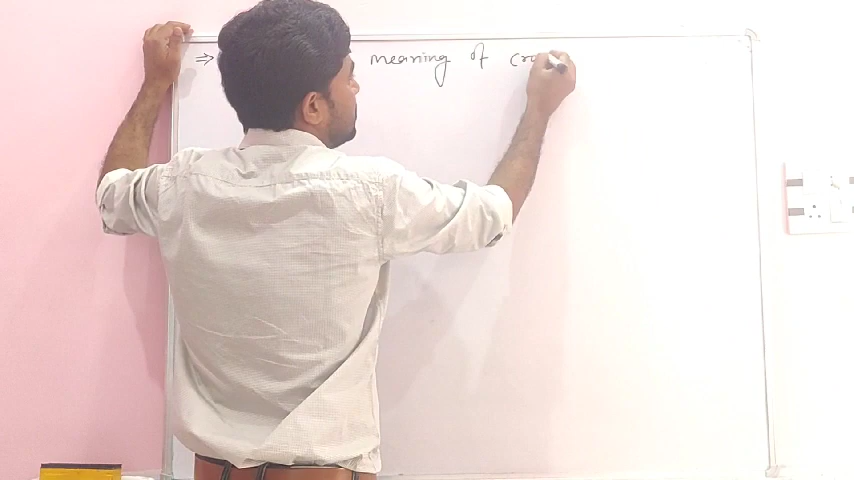 ⇒ meaning of